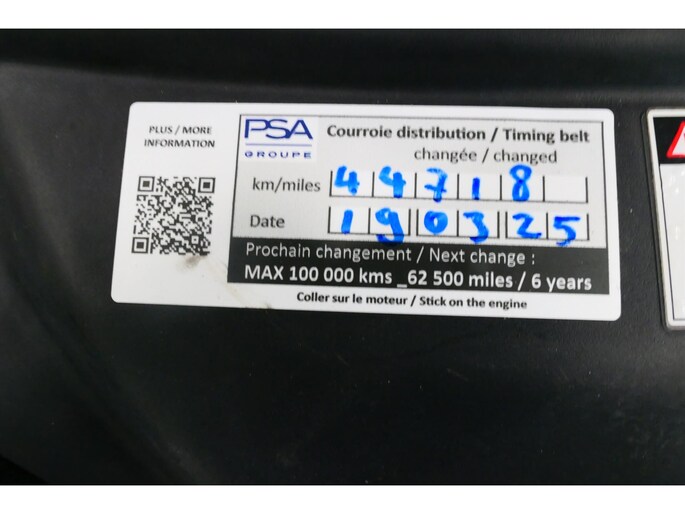 PLUS / MORE
INFORMATION
PSA
GROUPE
Courroie distribution / Timing belt
changée / changed
km/miles 44718
Date 190325
Prochain changement / Next change :
MAX 100 000 kms _62 500 miles / 6 years
Coller sur le moteur / Stick on the engine